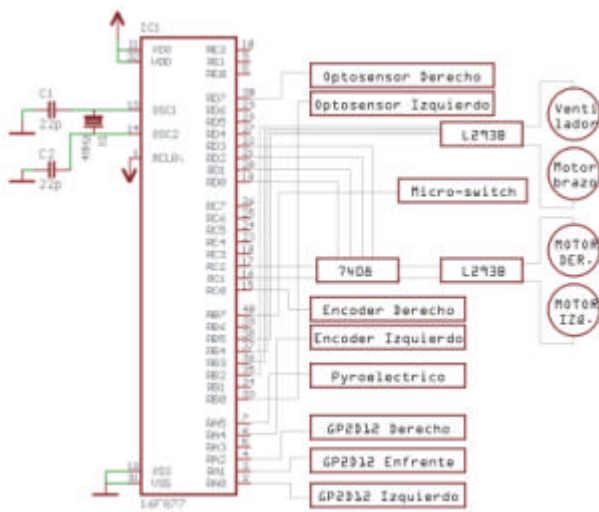 IC1
VDD
VDD
C1
22p
OSC1
OSC2
C2
22p
MCLR\
VSS
VSS
16F877
RE2
RE1
RE0
RD7
RD6
RD5
RD4
RD3
RD2
RD1
RD0
RC7
RC6
RC5
RC4
RC3
RC2
RC1
RC0
RB7
RB6
RB5
RB4
RB3
RB2
RB1
RB0
RA5
RA4
RA3
RA2
RA1
RA0
Optosensor Derecho
Optosensor Izquierdo
L293B
Venti
lador
Motor
brazo
Micro-switch
7408
L293B
MOTOR
DER.
MOTOR
IZQ.
Encoder Derecho
Encoder Izquierdo
Pyroelectrico
GP2D12 Derecho
GP2D12 Enfrente
GP2D12 Izquierdo